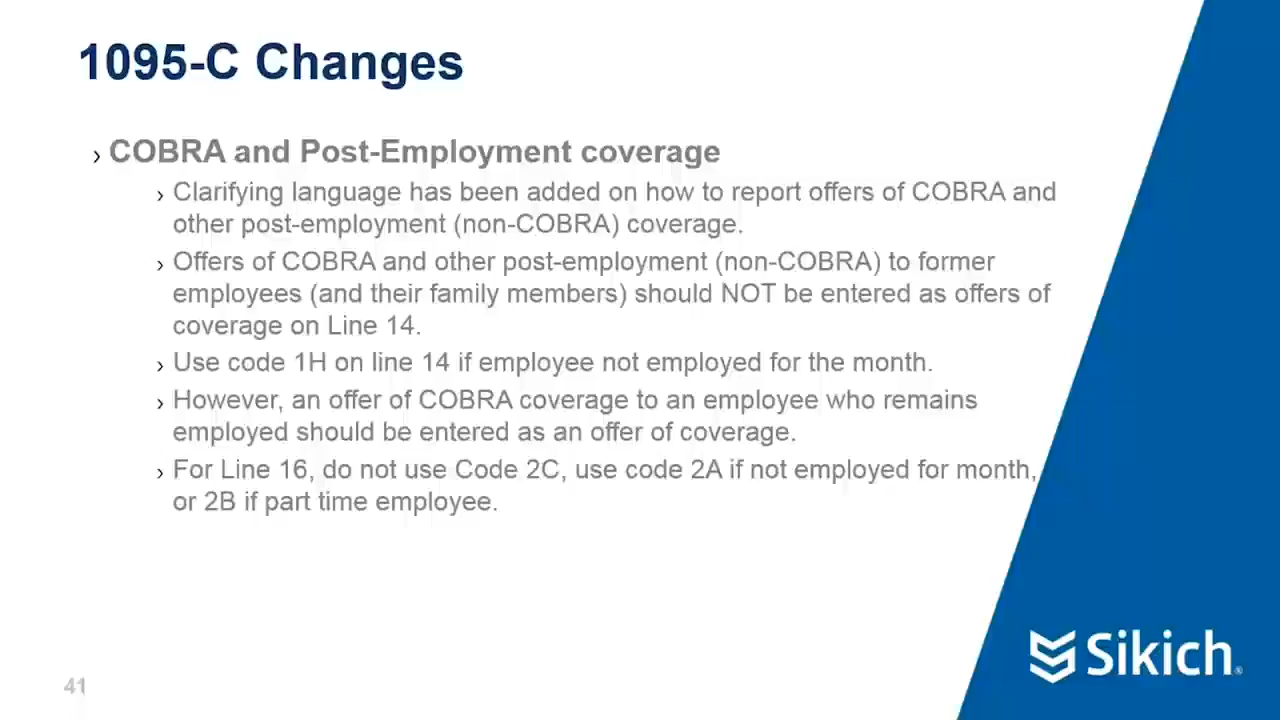 1095-C Changes
› COBRA and Post-Employment coverage
› Clarifying language has been added on how to report offers of COBRA and
other post-employment (non-COBRA) coverage.
› Offers of COBRA and other post-employment (non-COBRA) to former
employees (and their family members) should NOT be entered as offers of
coverage on Line 14.
› Use code 1H on line 14 if employee not employed for the month.
› However, an offer of COBRA coverage to an employee who remains
employed should be entered as an offer of coverage.
› For Line 16, do not use Code 2C, use code 2A if not employed for month,
or 2B if part time employee.
Sikich®
41